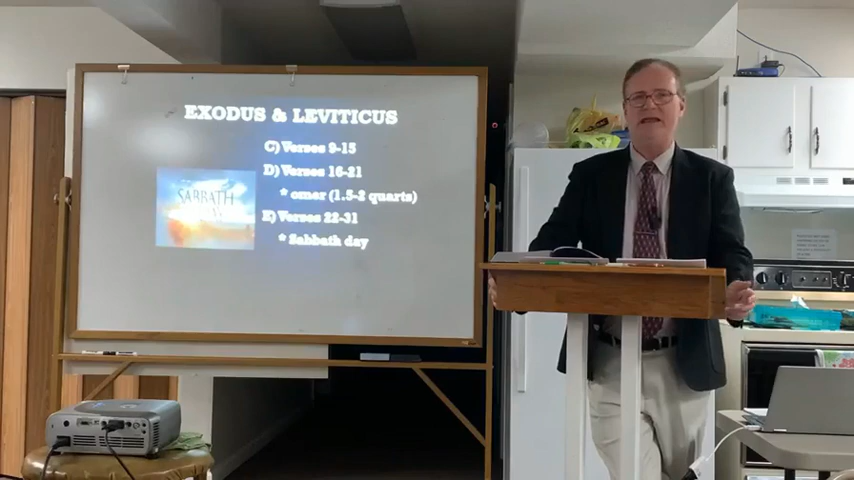 EXODUS & LEVITICUS
C) Verses 9-15
D) Verses 16-21
* omer (1.5-2 quarts)
E) Verses 22-31
* Sabbath day
SABBATH